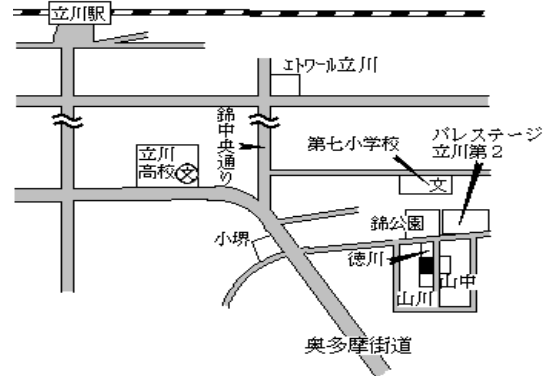 立川駅
エトワール立川
錦中央通り
パレステージ
立川第2
第七小学校
立川
高校
文
文
錦公園
小堺
徳川
山中
山川
奥多摩街道